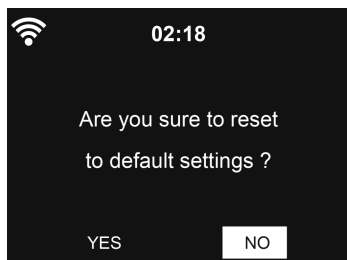 02:18
Are you sure to reset
to default settings ?
YES NO